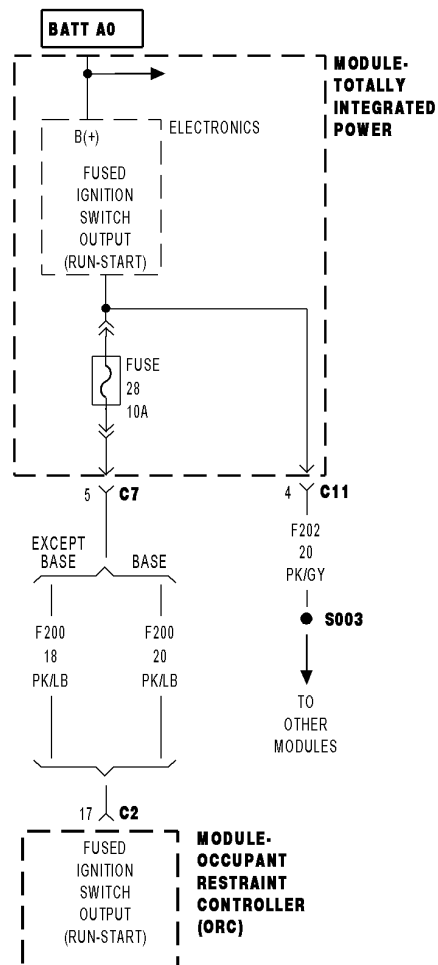 BATT A0
MODULE-
TOTALLY
INTEGRATED
POWER
ELECTRONICS
B(+)
FUSED
IGNITION
SWITCH
OUTPUT
(RUN-START)
FUSE
28
10A
5 C7
4 C11
EXCEPT
BASE
BASE
F202
20
PK/GY
F200
18
PK/LB
F200
20
PK/LB
S003
TO
OTHER
MODULES
17 C2
FUSED
IGNITION
SWITCH
OUTPUT
(RUN-START)
MODULE-
OCCUPANT
RESTRAINT
CONTROLLER
(ORC)